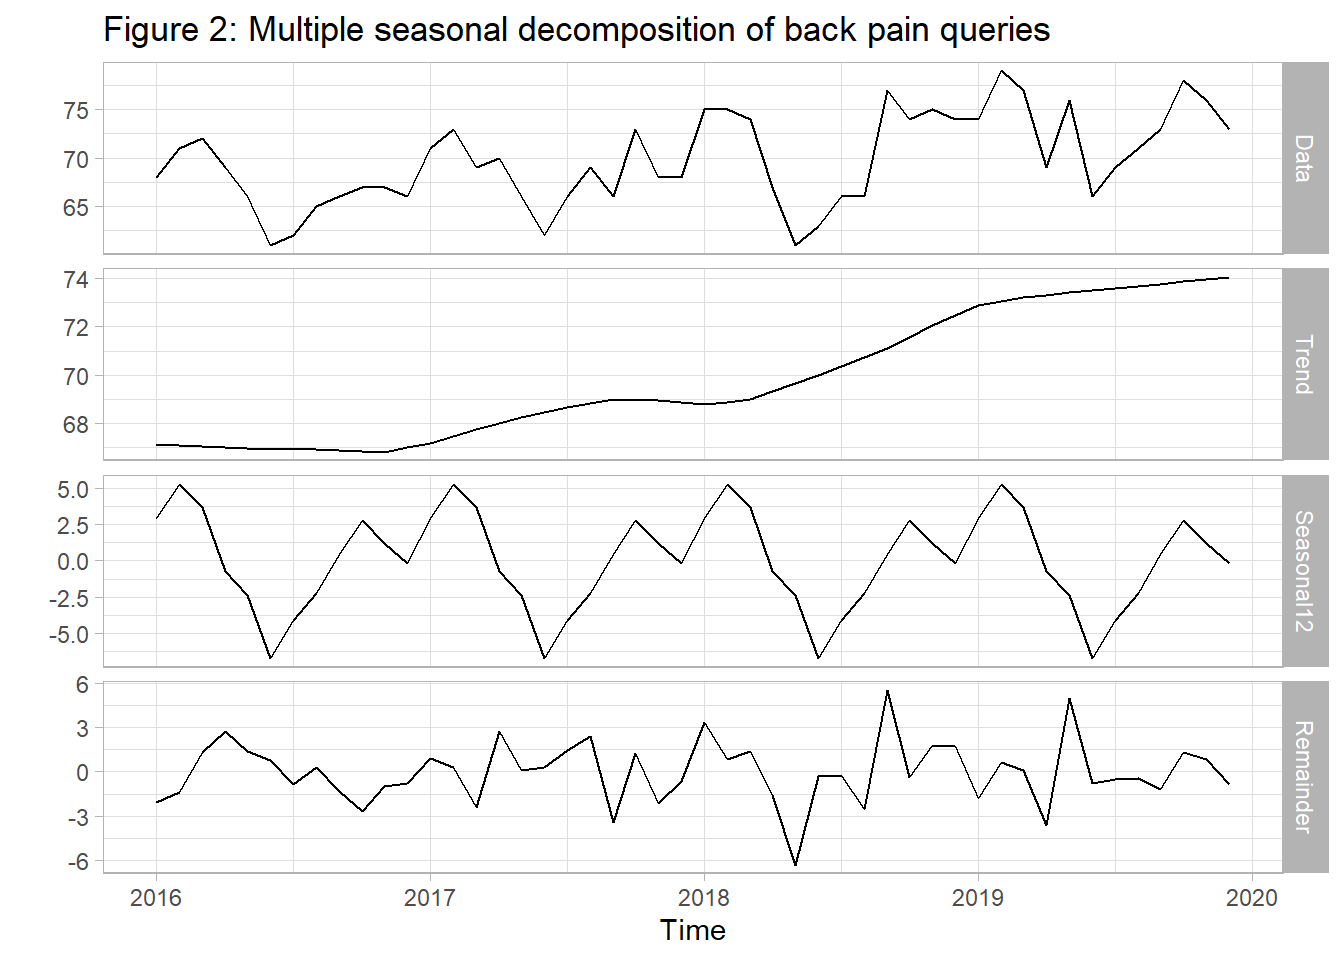 Figure 2: Multiple seasonal decomposition of back pain queries
75
70
65
Data
74
72
70
68
Trend
5.0
2.5
0.0
-2.5
-5.0
Seasonal12
6
3
0
-3
-6
Remainder
2016 2017 2018 2019 2020
Time